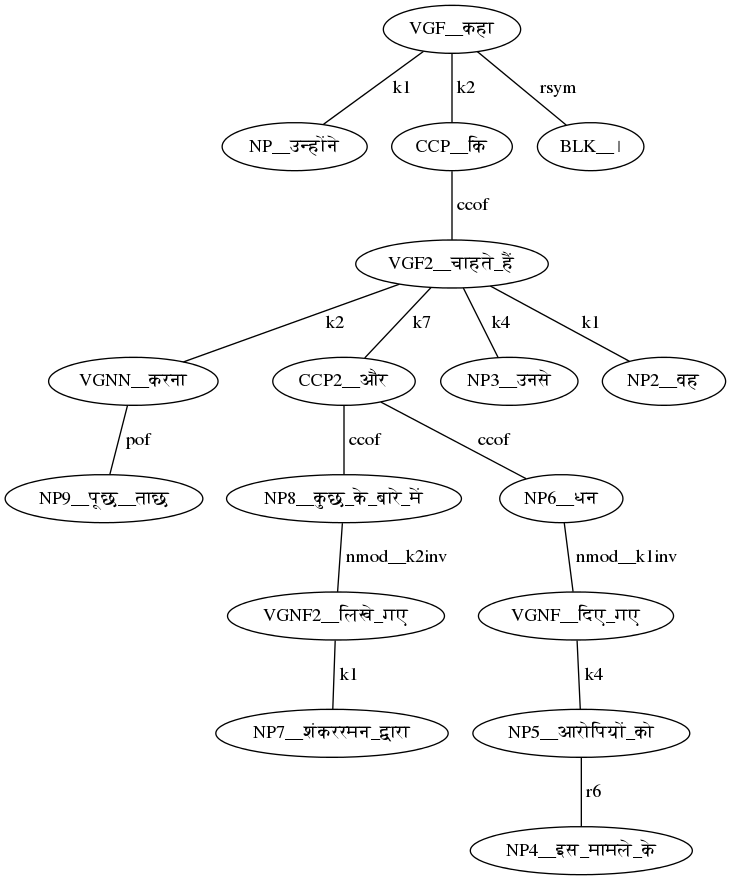 VGF__कहा
k1 k2 rsym
NP__उन्होंने CCP__कि BLK__।
ccof
VGF2__चाहते_हैं
k2 k7 k4 k1
VGNN__करना CCP2__और NP3__उनसे NP2__वह
pof ccof ccof
NP9__पूछ__ताछ NP8__कुछ_के_बारे_में NP6__धन
nmod__k2inv nmod__k1inv
VGNF2__लिखे_गए VGNF__दिए_गए
k1 k4
NP7__शंकररमन_द्वारा NP5__आरोपियों_को
r6
NP4__इस_मामले_के